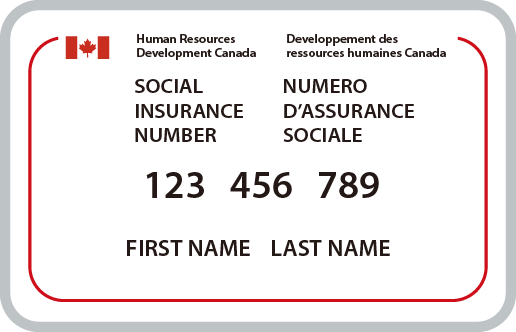 Human Resources
Development Canada
Developpement des
ressources humaines Canada
SOCIAL
INSURANCE
NUMBER
NUMERO
D'ASSURANCE
SOCIALE
123 456 789
FIRST NAME LAST NAME